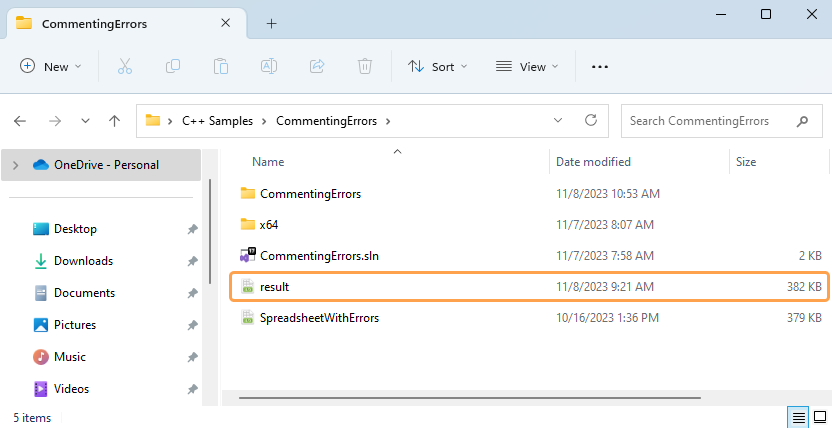 CommentingErrors
New Sort View
C++ Samples CommentingErrors Search CommentingErrors
OneDrive - Personal
Desktop
Downloads
Documents
Pictures
Music
Videos
Name Date modified Size
CommentingErrors 11/8/2023 10:53 AM
x64 11/7/2023 8:07 AM
CommentingErrors.sln 11/7/2023 7:58 AM 2 KB
result 11/8/2023 9:21 AM 382 KB
SpreadsheetWithErrors 10/16/2023 1:36 PM 379 KB
5 items